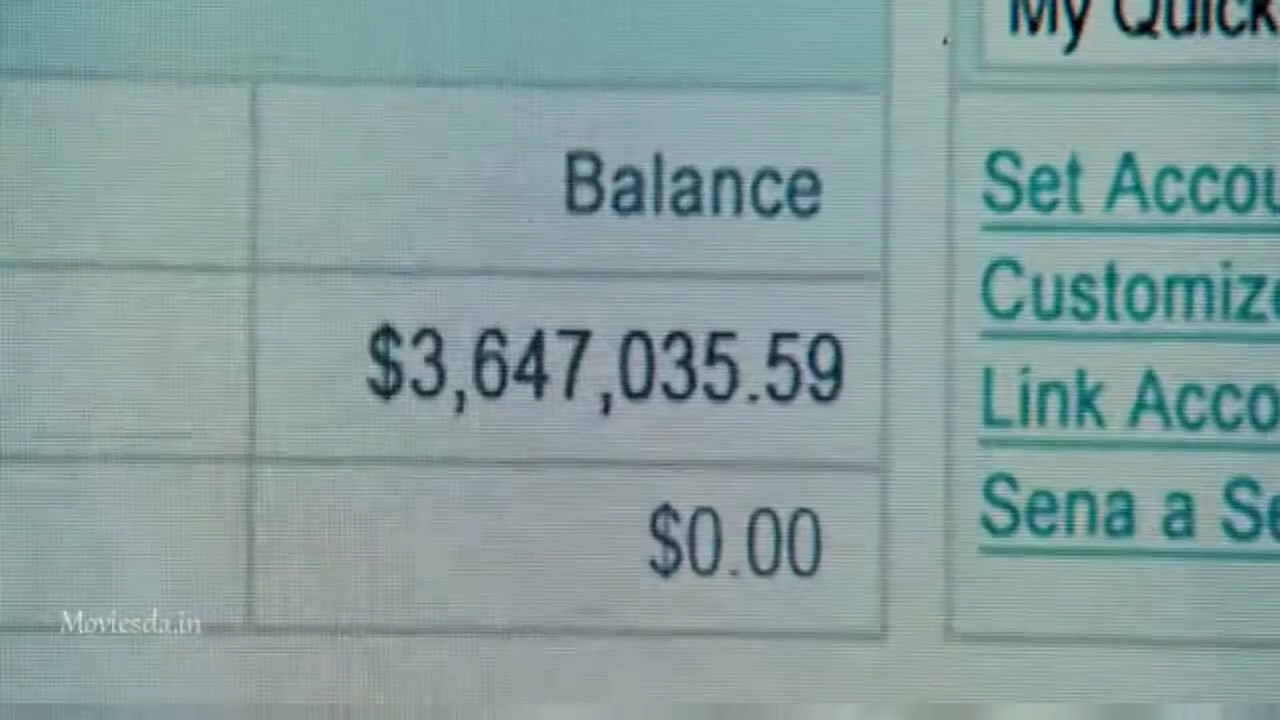 My Quick
Balance
$3,647,035.59
$0.00
Set Accou
Customize
Link Acco
Sena a Se
Moviesda.in